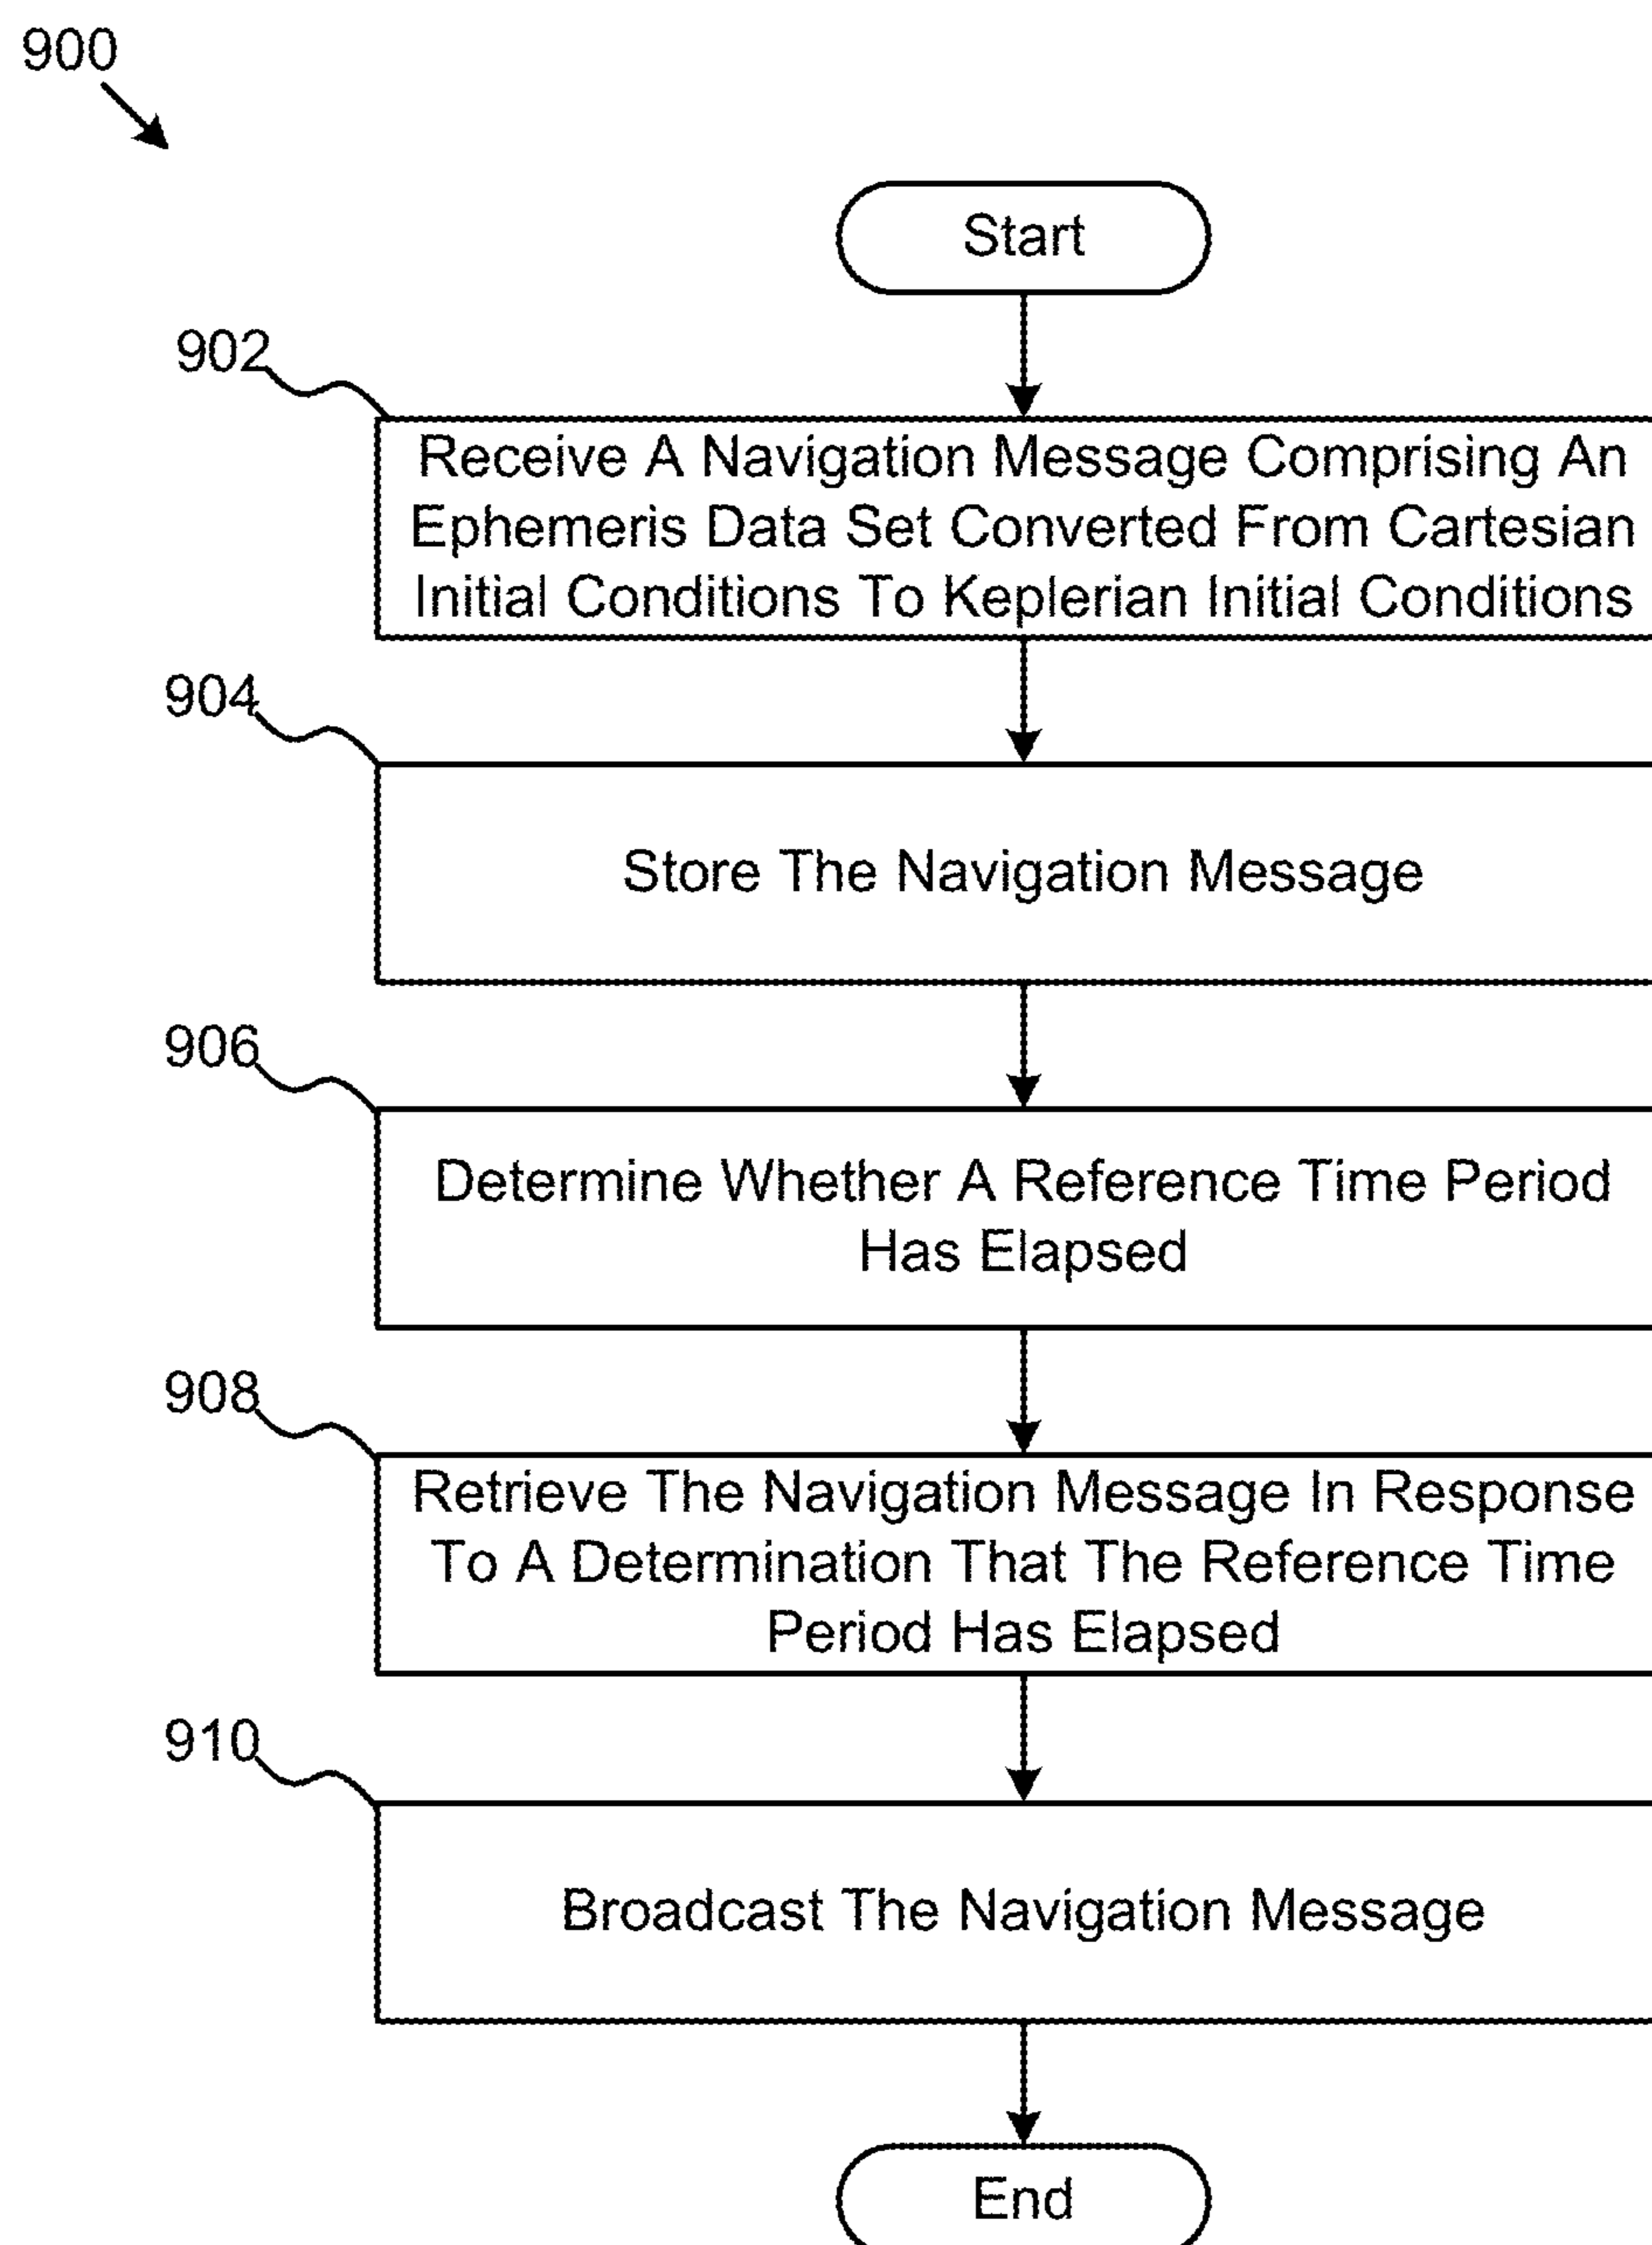 900
Start
902
Receive A Navigation Message Comprising An
Ephemeris Data Set Converted From Cartesian
Initial Conditions To Keplerian Initial Conditions
904
Store The Navigation Message
906
Determine Whether A Reference Time Period
Has Elapsed
908
Retrieve The Navigation Message In Response
To A Determination That The Reference Time
Period Has Elapsed
910
Broadcast The Navigation Message
End